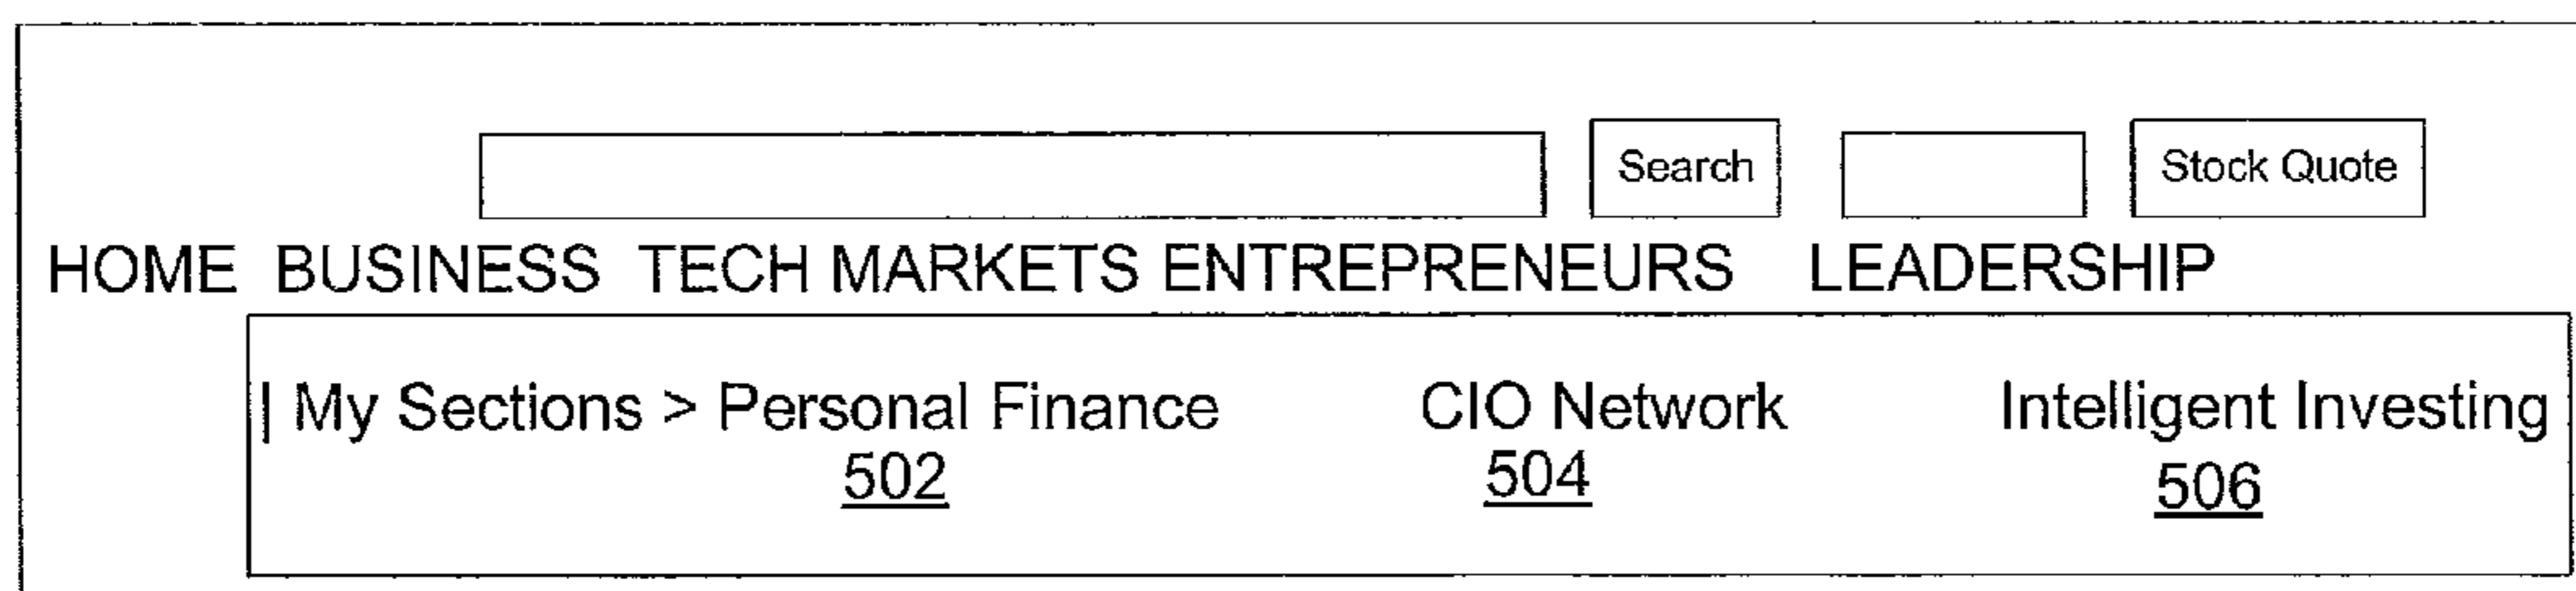 Search Stock Quote
HOME BUSINESS TECH MARKETS ENTREPRENEURS LEADERSHIP
| My Sections > Personal Finance CIO Network Intelligent Investing
502 504 506